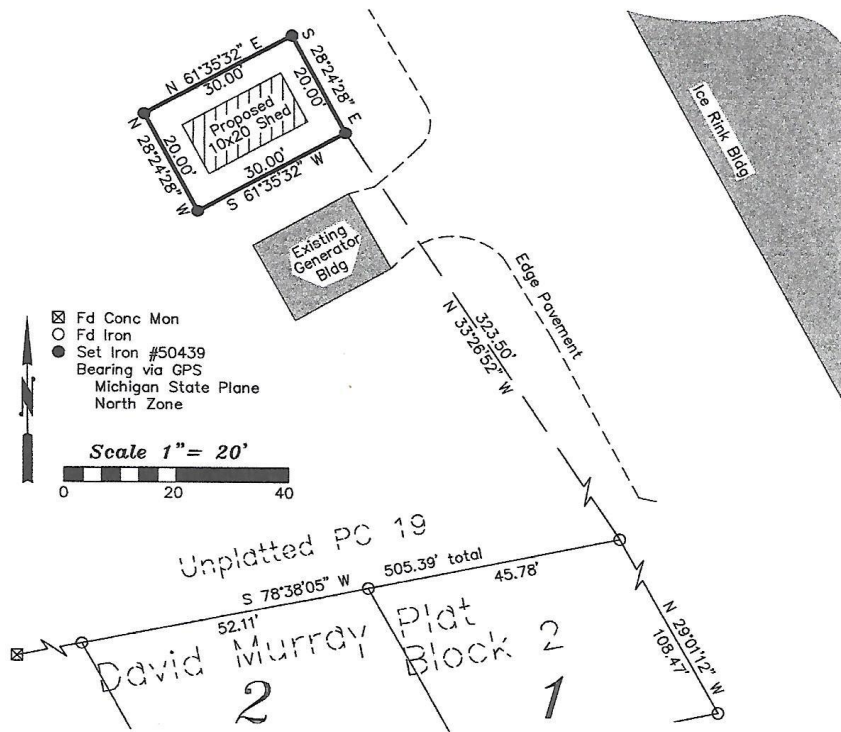 N 61°35'32" E
30.00'
S 28°24'28" E
20.00'
Proposed
10x20 Shed
20.00'
N 28°24'28" W
30.00'
S 61°35'32" W
Ice Rink Bldg
Existing
Generator
Bldg
Edge Pavement
323.50'
N 33°26'52" W
Fd Conc Mon
Fd Iron
Set Iron #50439
Bearing via GPS
Michigan State Plane
North Zone
N
Scale 1"= 20'
0 20 40
Unplatted PC 19
S 78°38'05" W
505.39' total
52.11'
45.78'
David Murray Plat
Block 2
2
1
N 29°01'12" W
108.47'